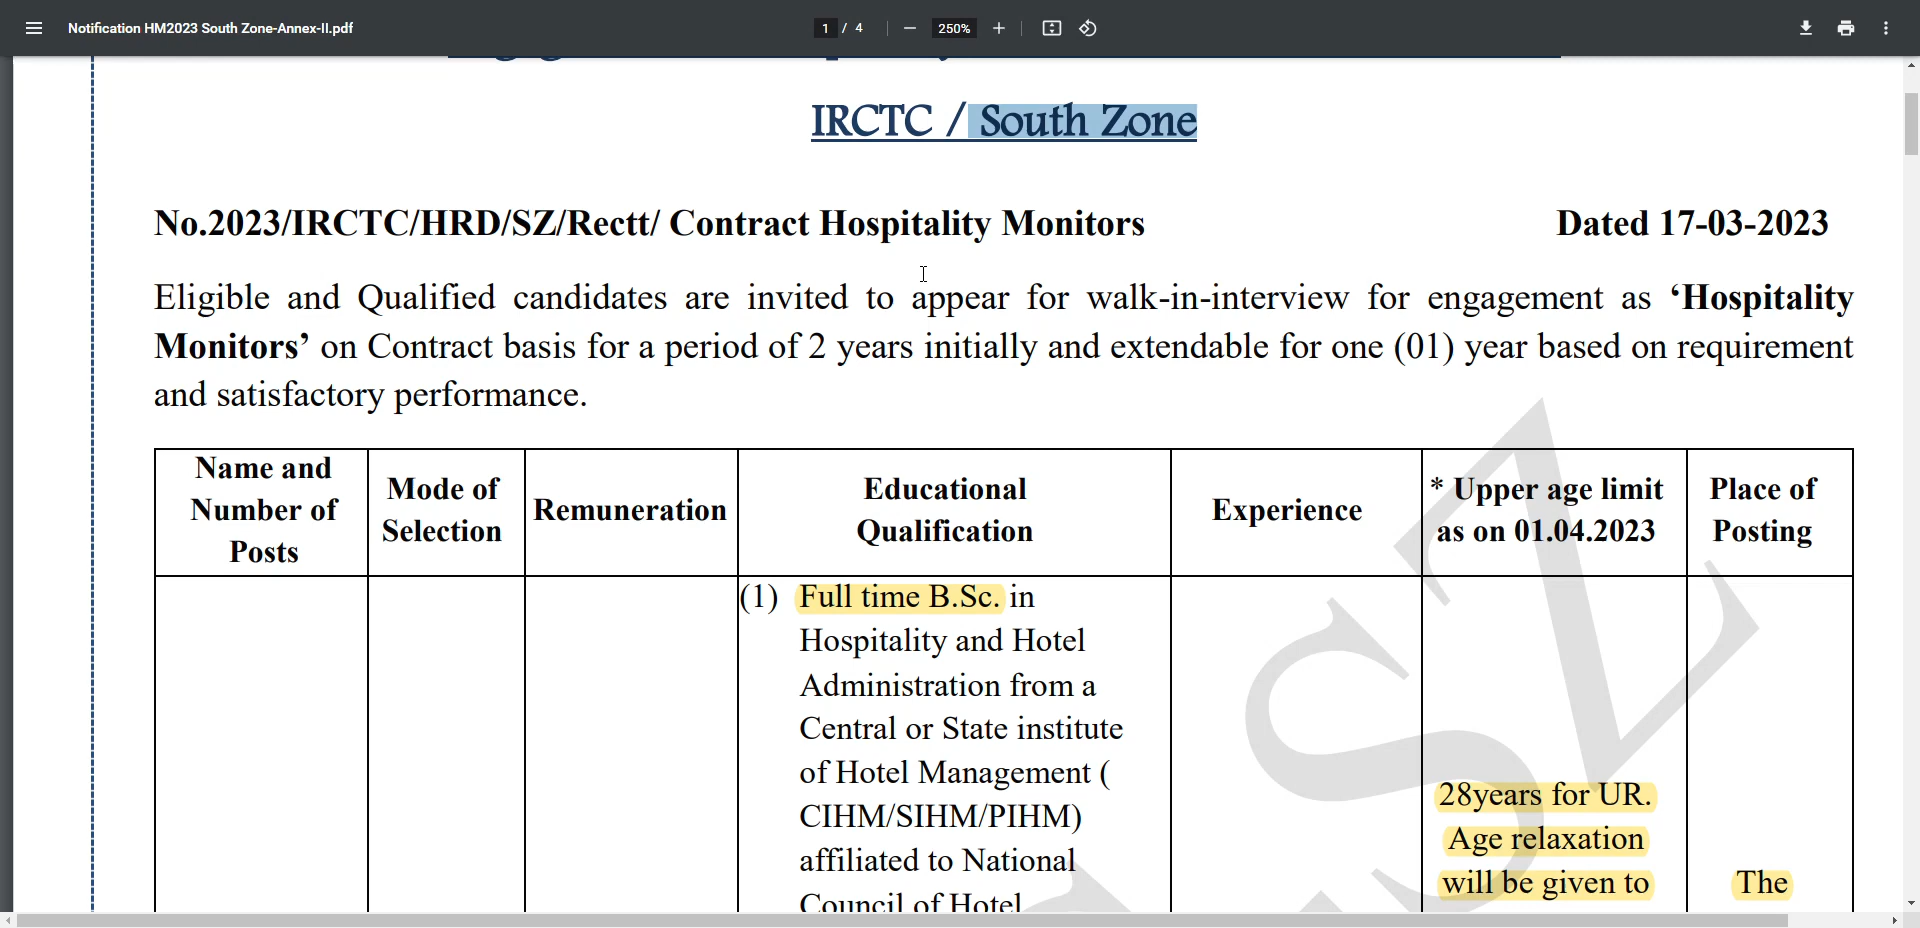 Notification HM2023 South Zone-Annex-II.pdf
1 / 4
250%
IRCTC / South Zone
No.2023/IRCTC/HRD/SZ/Rectt/ Contract Hospitality Monitors
Dated 17-03-2023
Eligible and Qualified candidates are invited to appear for walk-in-interview for engagement as ‘Hospitality
Monitors’ on Contract basis for a period of 2 years initially and extendable for one (01) year based on requirement
and satisfactory performance.
Name and
Number of
Posts
Mode of
Selection
Remuneration
Educational
Qualification
Experience
* Upper age limit
as on 01.04.2023
Place of
Posting
(1) Full time B.Sc. in
Hospitality and Hotel
Administration from a
Central or State institute
of Hotel Management (
CIHM/SIHM/PIHM)
affiliated to National
Council of Hotel
28years for UR.
Age relaxation
will be given to
The
SZ